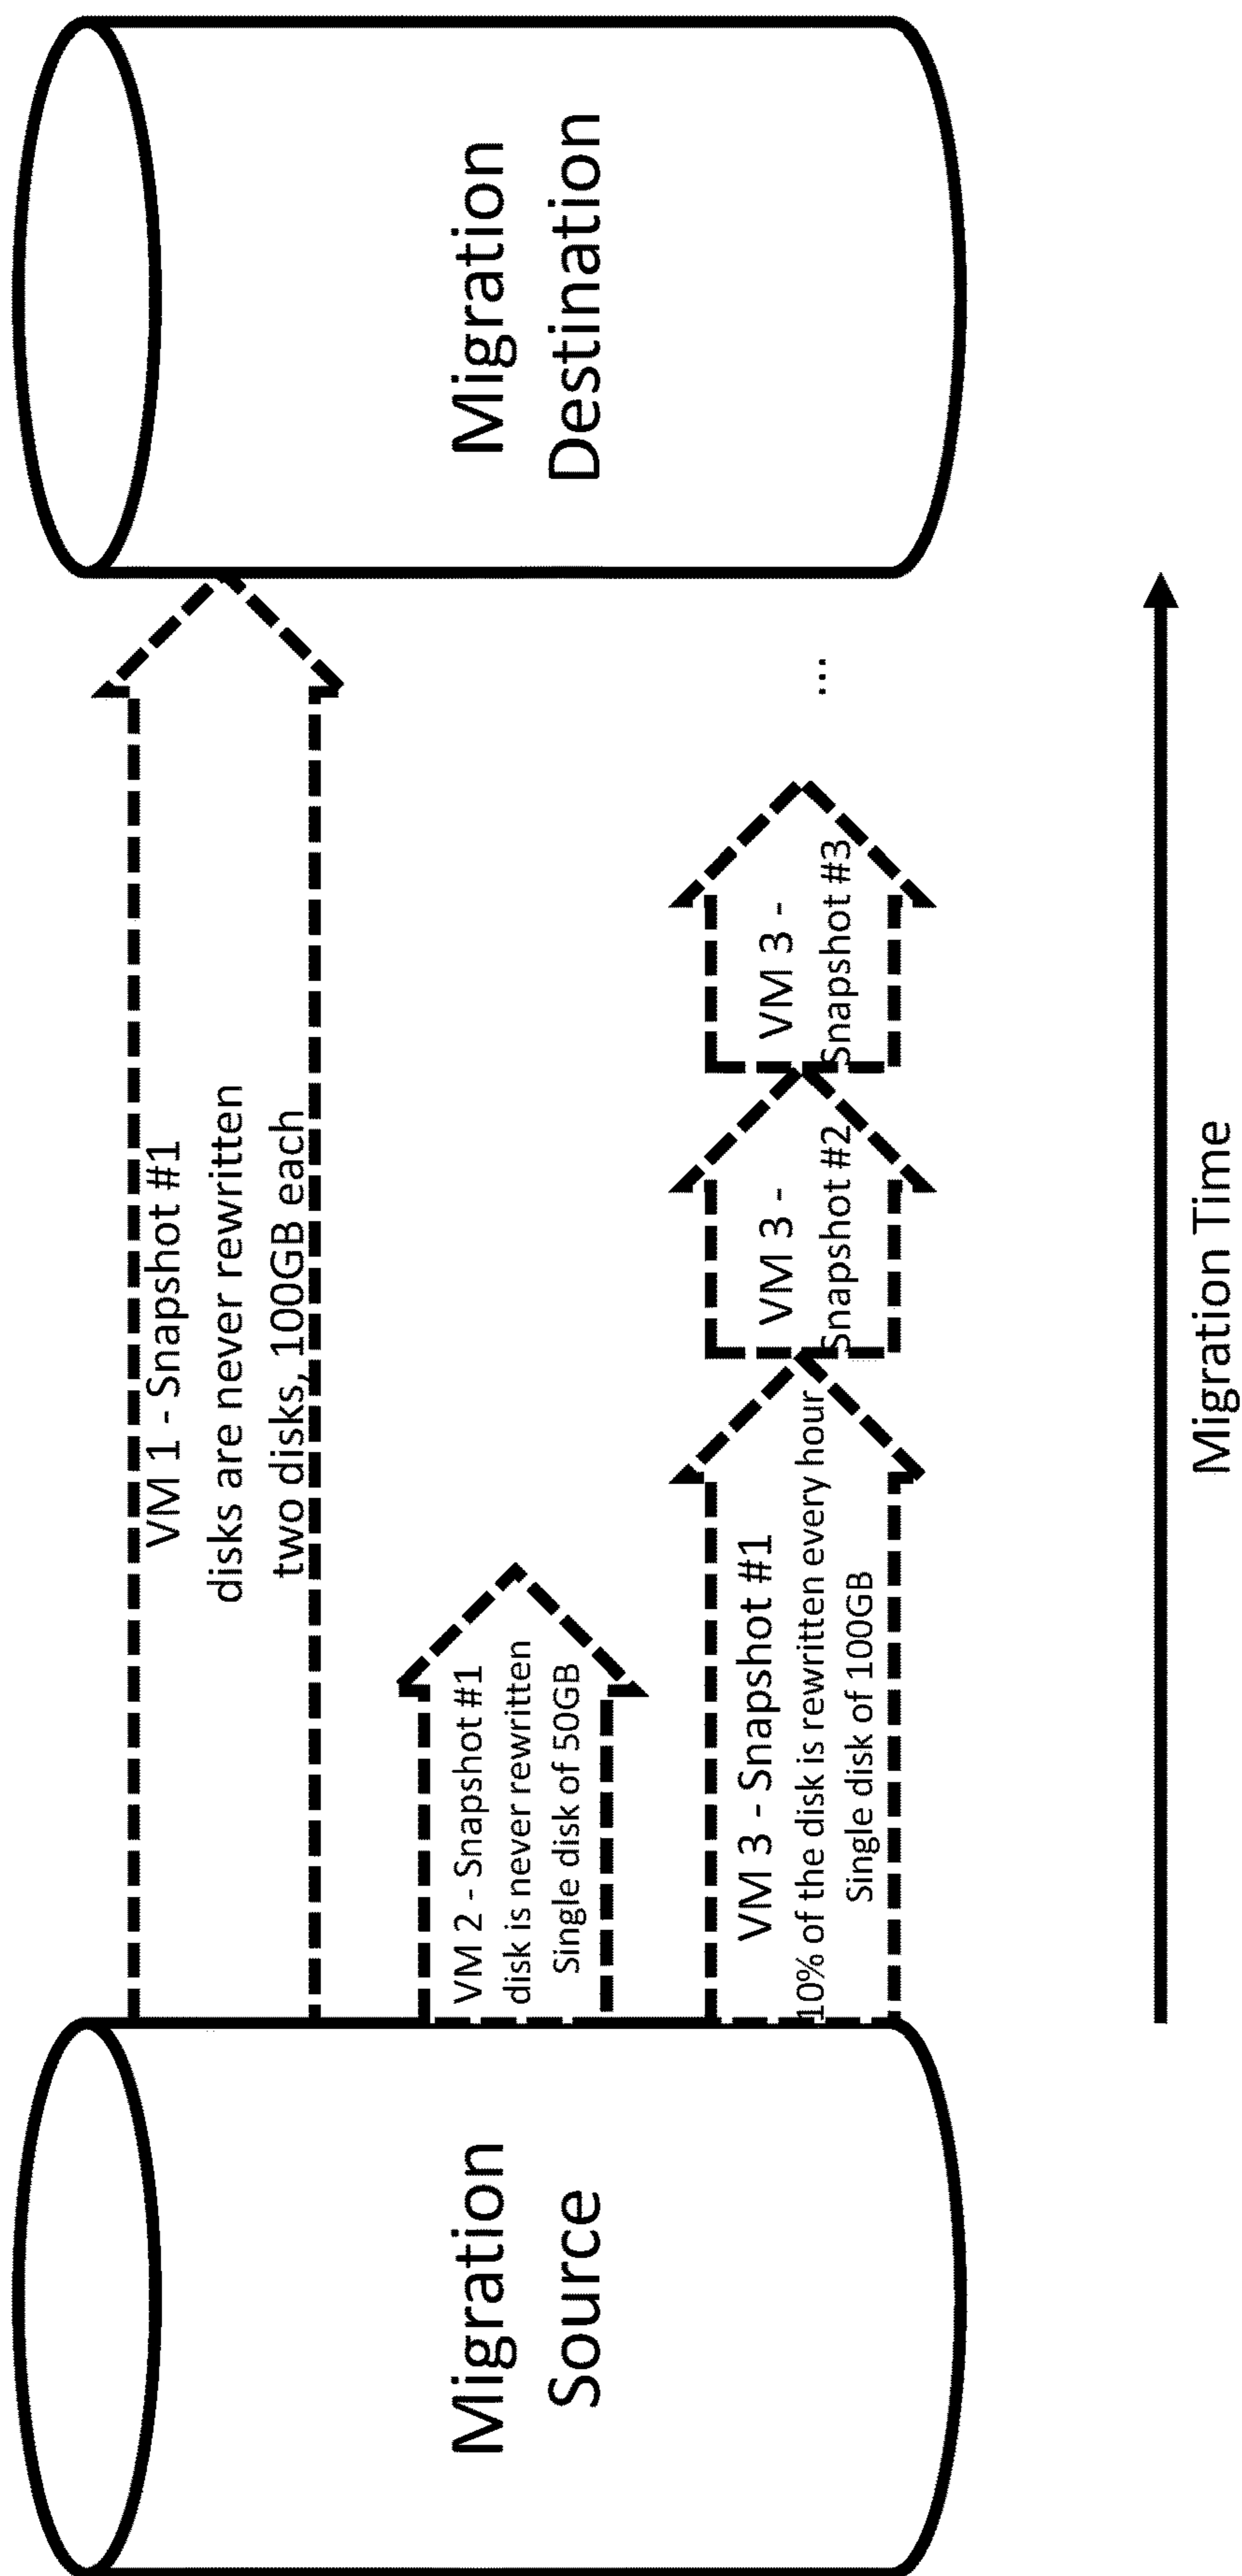 Migration
Source
VM 1 - Snapshot #1
disks are never rewritten
two disks, 100GB each
VM 2 - Snapshot #1
disk is never rewritten
Single disk of 50GB
VM 3 - Snapshot #1
10% of the disk is rewritten every hour
Single disk of 100GB
VM 3 -
Snapshot #2
VM 3 -
Snapshot #3
...
Migration
Destination
Migration Time